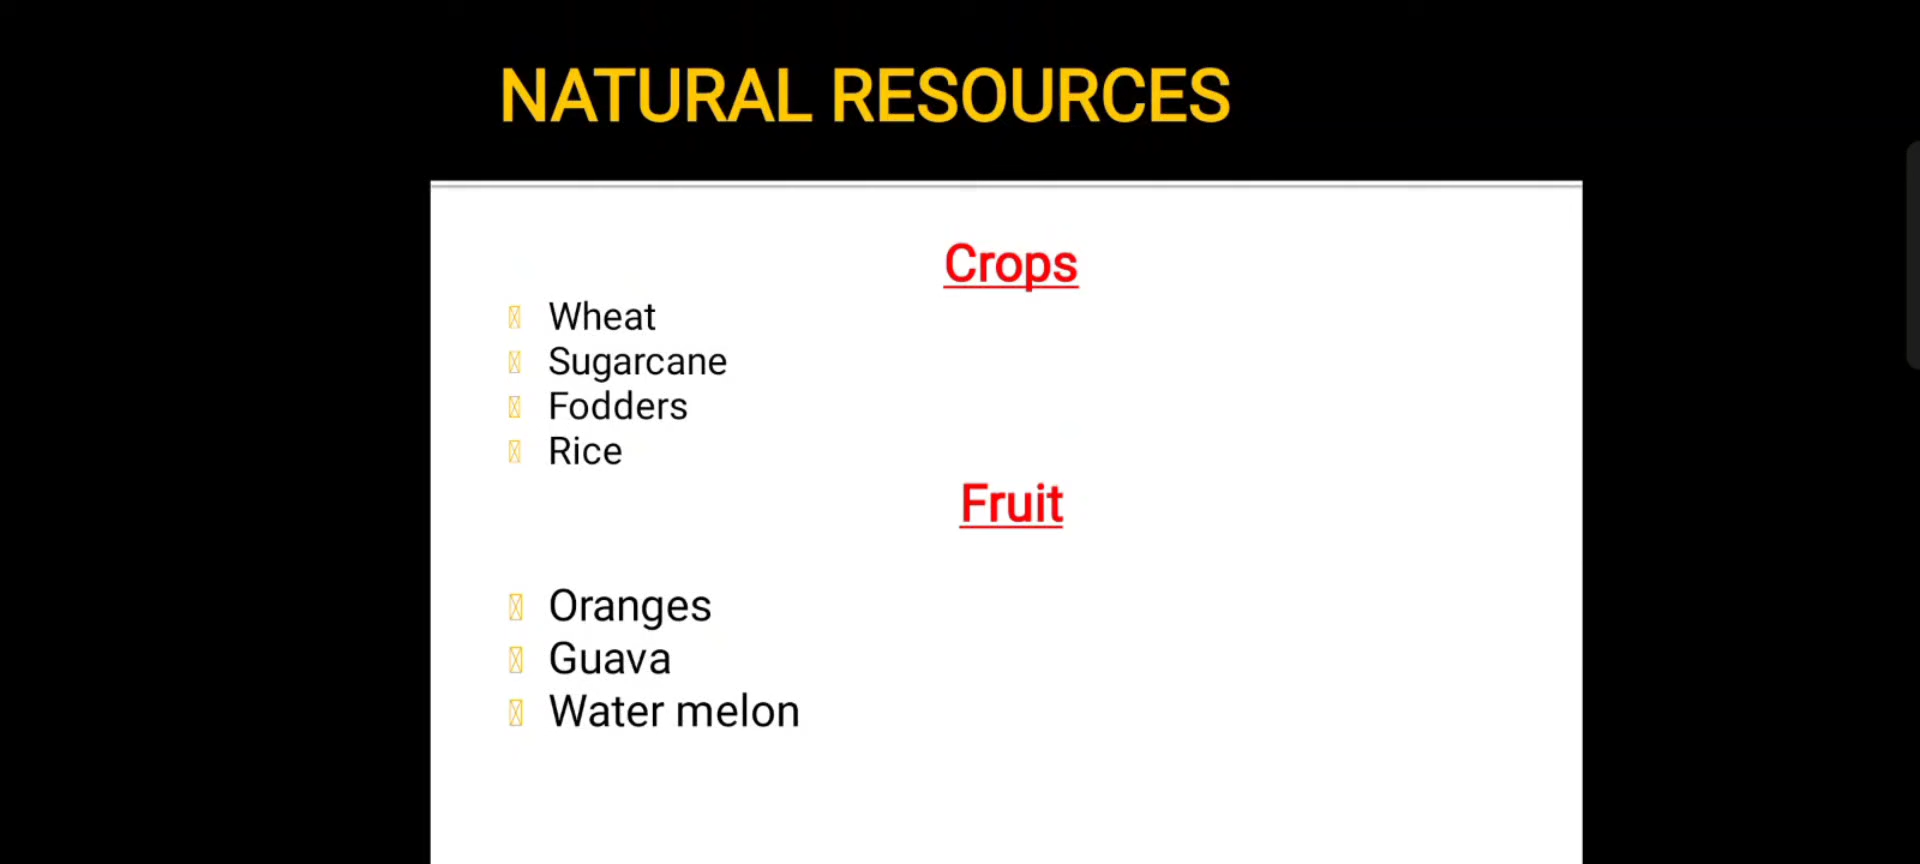 NATURAL RESOURCES
Crops
Wheat
Sugarcane
Fodders
Rice
Fruit
Oranges
Guava
Water melon